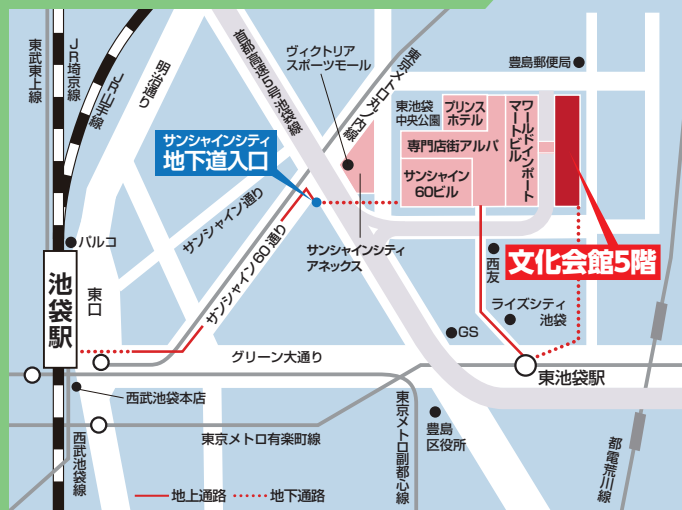 東武東上線
JR埼京線
JR山手線
明治通り
首都高速5号池袋線
ヴィクトリア
スポーツモール
東京メトロ丸ノ内線
豊島郵便局
サンシャインシティ
地下道入口
東池袋
中央公園
プリンス
ホテル
専門店街アルパ
サンシャイン
60ビル
ワールドインポート
マートビル
サンシャイン通り
サンシャイン60通り
サンシャインシティ
アネックス
文化会館5階
パルコ
池袋駅
東口
西友
ライズシティ
池袋
GS
グリーン大通り
東池袋駅
西武池袋本店
東京メトロ有楽町線
東京メトロ副都心線
豊島
区役所
都電荒川線
西武池袋線
地上通路
地下通路